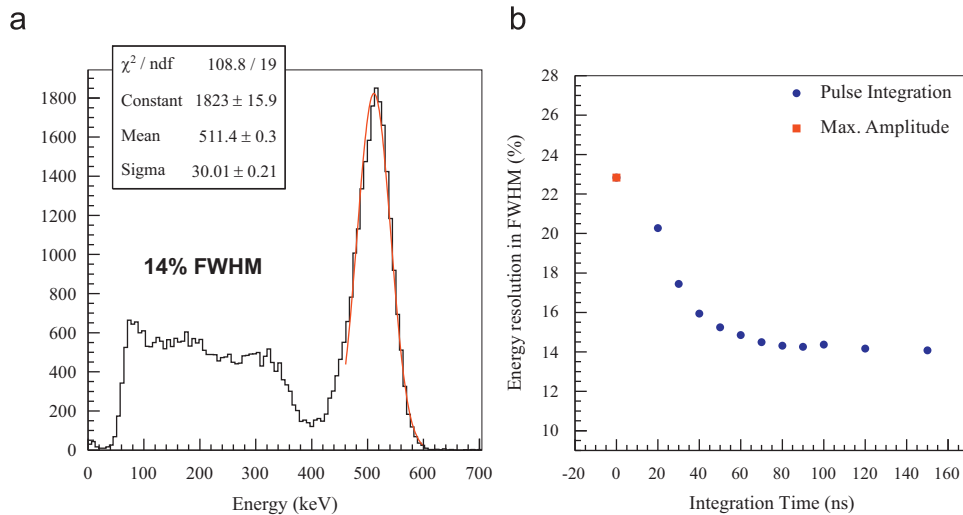 a
χ² / ndf 108.8 / 19
Constant 1823 ± 15.9
Mean 511.4 ± 0.3
Sigma 30.01 ± 0.21
14% FWHM
1800
1600
1400
1200
1000
800
600
400
200
0
0 100 200 300 400 500 600 700
Energy (keV)
b
Pulse Integration
Max. Amplitude
Energy resolution in FWHM (%)
28
26
24
22
20
18
16
14
12
10
-20 0 20 40 60 80 100 120 140 160
Integration Time (ns)